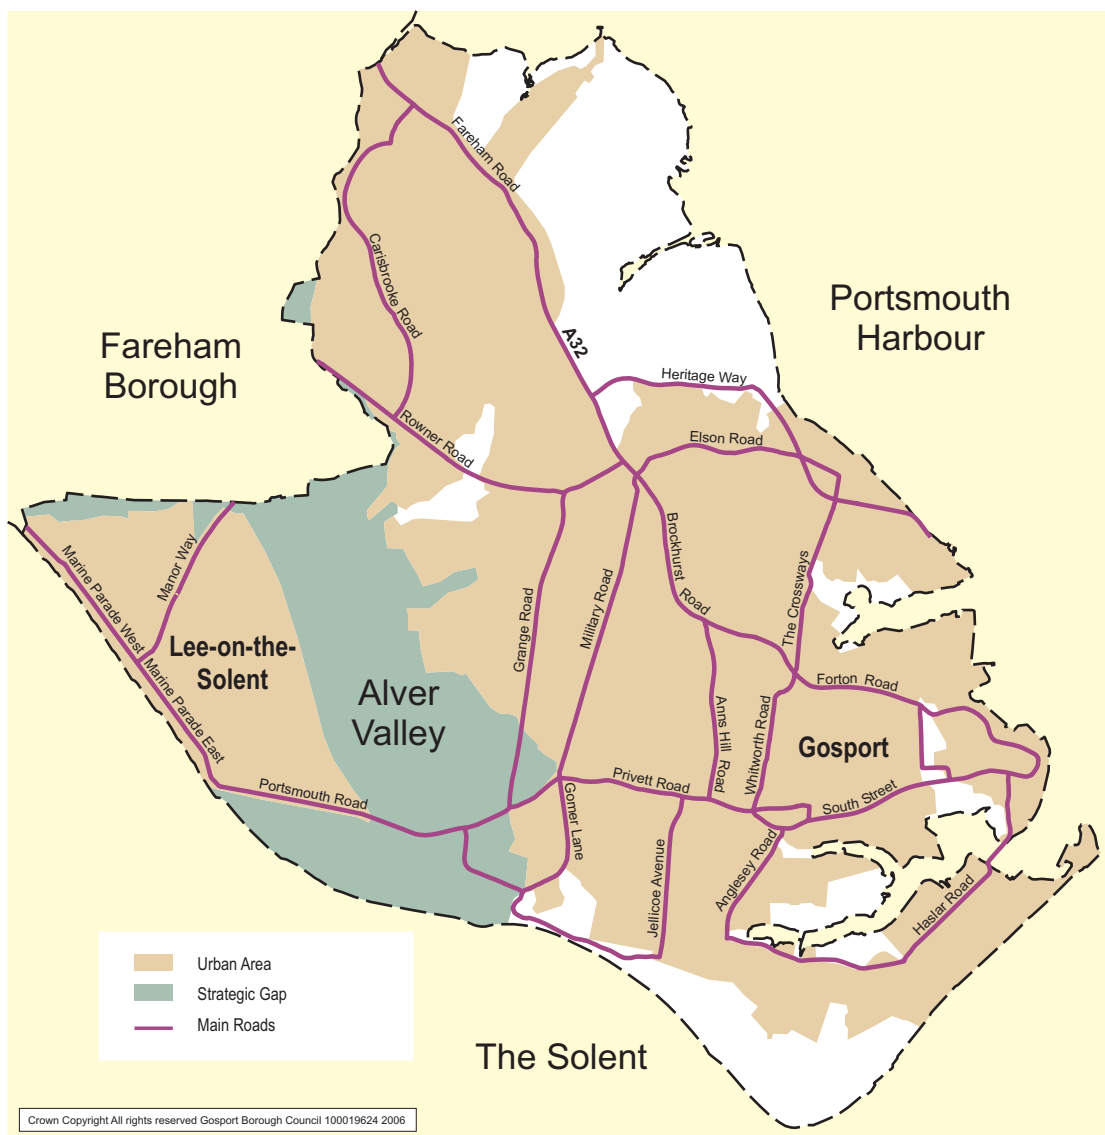 Fareham Road
Carisbrooke Road
A32
Portsmouth
Harbour
Fareham
Borough
Heritage Way
Rowner Road
Elson Road
Brockhurst
Road
Manor Way
Marine Parade West
Military Road
Grange Road
The Crossways
Lee-on-the-
Solent
Marine Parade East
Alver
Valley
Forton Road
Anns Hill Road
Whitworth Road
Gosport
Privett Road
Portsmouth Road
South Street
Gomer Lane
Jellicoe Avenue
Anglesey Road
Haslar Road
Urban Area
Strategic Gap
Main Roads
The Solent
Crown Copyright All rights reserved Gosport Borough Council 100019624 2006